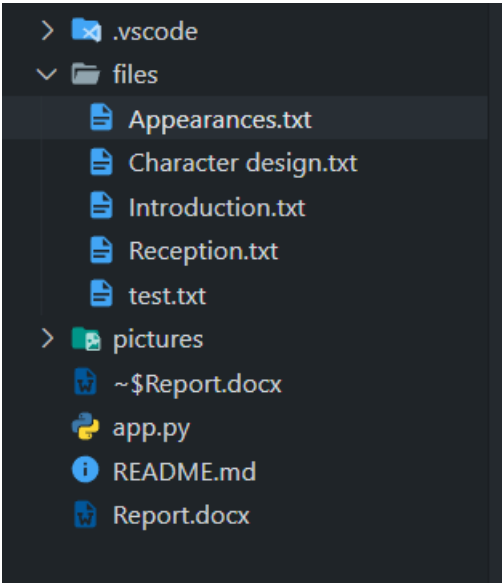 .vscode
files
Appearances.txt
Character design.txt
Introduction.txt
Reception.txt
test.txt
pictures
~$Report.docx
app.py
README.md
Report.docx